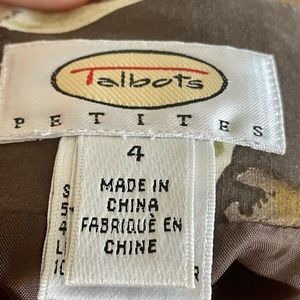 Talbots
PETITES
4
MADE IN
CHINA
FABRIQUÈ EN
CHINE